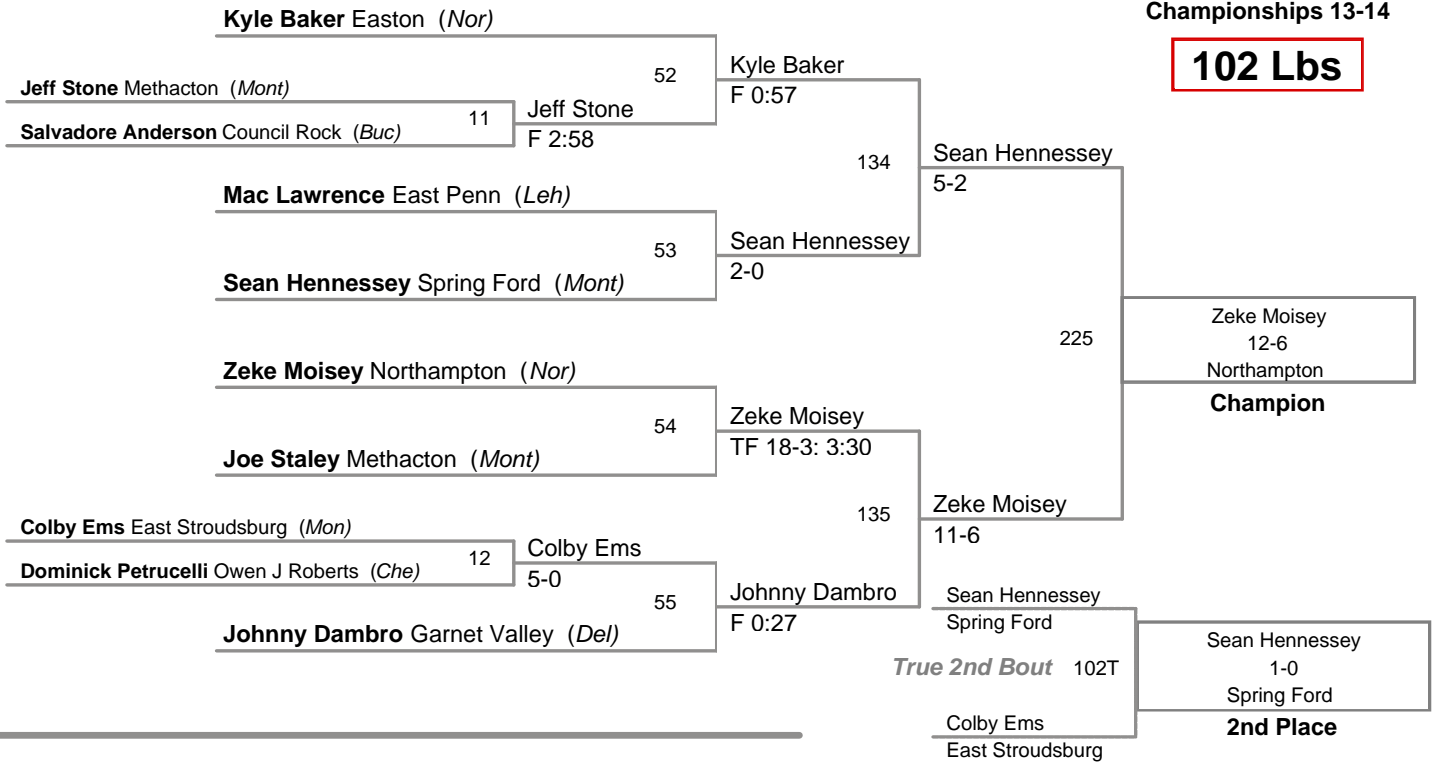 Championships 13-14
102 Lbs
Kyle Baker Easton (Nor)
Jeff Stone Methacton (Mont)
11
Salvadore Anderson Council Rock (Buc)
Jeff Stone
F 2:58
52
Kyle Baker
F 0:57
Mac Lawrence East Penn (Leh)
53
Sean Hennessey Spring Ford (Mont)
Sean Hennessey
2-0
134
Sean Hennessey
5-2
Zeke Moisey Northampton (Nor)
54
Joe Staley Methacton (Mont)
Zeke Moisey
TF 18-3: 3:30
Colby Ems East Stroudsburg (Mon)
12
Dominick Petrucelli Owen J Roberts (Che)
Colby Ems
5-0
55
Johnny Dambro Garnet Valley (Del)
Johnny Dambro
F 0:27
135
Zeke Moisey
11-6
225
Zeke Moisey
12-6
Northampton
Champion
Sean Hennessey
Spring Ford
True 2nd Bout 102T
Colby Ems
East Stroudsburg
Sean Hennessey
1-0
Spring Ford
2nd Place